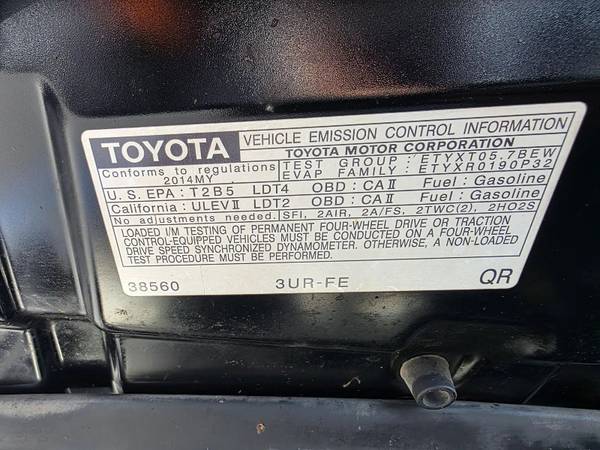 TOYOTA
VEHICLE EMISSION CONTROL INFORMATION
TOYOTA MOTOR CORPORATION
Conforms to regulations
2014MY
TEST GROUP : ETYXT05.7BEW
EVAP FAMILY : ETYXR0190P32
U.S. EPA : T2B5 LDT4 OBD : CAⅡ Fuel : Gasoline
California : ULEVⅡ LDT2 OBD : CAⅡ Fuel : Gasoline
No adjustments needed. SFI, 2AIR, 2A/FS, 2TWC(2), 2HO2S
LOADED I/M TESTING OF PERMANENT FOUR-WHEEL DRIVE OR TRACTION
CONTROL-EQUIPPED VEHICLES MUST BE CONDUCTED ON A FOUR-WHEEL
DRIVE SPEED SYNCHRONIZED DYNAMOMETER. OTHERWISE, A NON-LOADED
TEST PROCEDURE MUST BE PERFORMED.
38560 3UR-FE QR